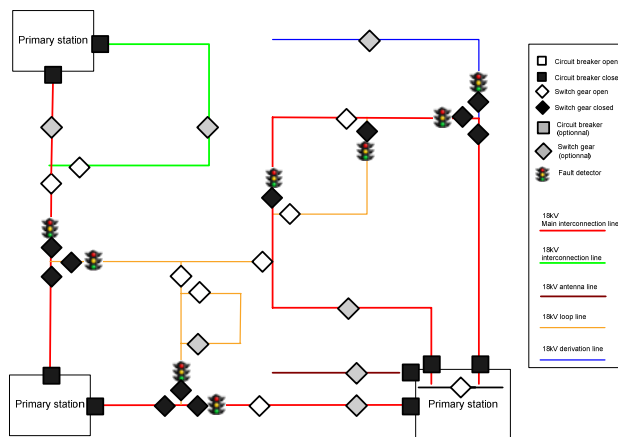 Primary station
Primary station
Primary station
Circuit breaker open
Circuit breaker close
Switch gear open
Switch gear closed
Circuit breaker
(optionnal)
Switch gear
(optional)
Fault detector
18kV
Main interconnection line
18kV
interconnection line
18kV antenna line
18kV loop line
18kV derivation line